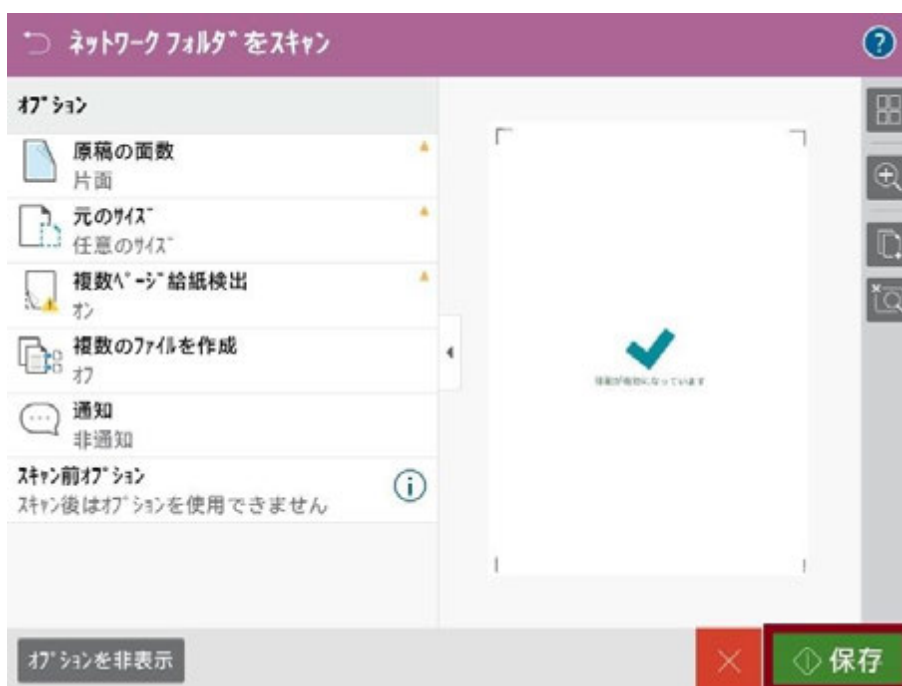 ネットワーク フォルダをスキャン
?
オプション
原稿の面数
片面
元のサイズ
任意のサイズ
複数ページ給紙検出
オン
複数のファイルを作成
オフ
通知
非通知
スキャン前オプション
スキャン後はオプションを使用できません
オプションを非表示
保存